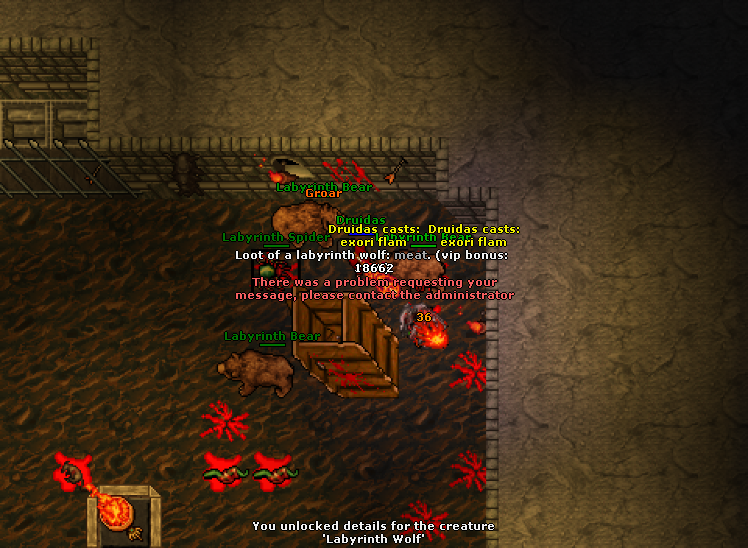 Labyrinth Bear
Groar
Druidas
Druidas casts: Druidas casts:
exori flam exori flam
Labyrinth Spider
Labyrinth Bear
Loot of a labyrinth wolf: meat. (vip bonus:
18662
There was a problem requesting your
message, please contact the administrator
36
Labyrinth Bear
You unlocked details for the creature
'Labyrinth Wolf'